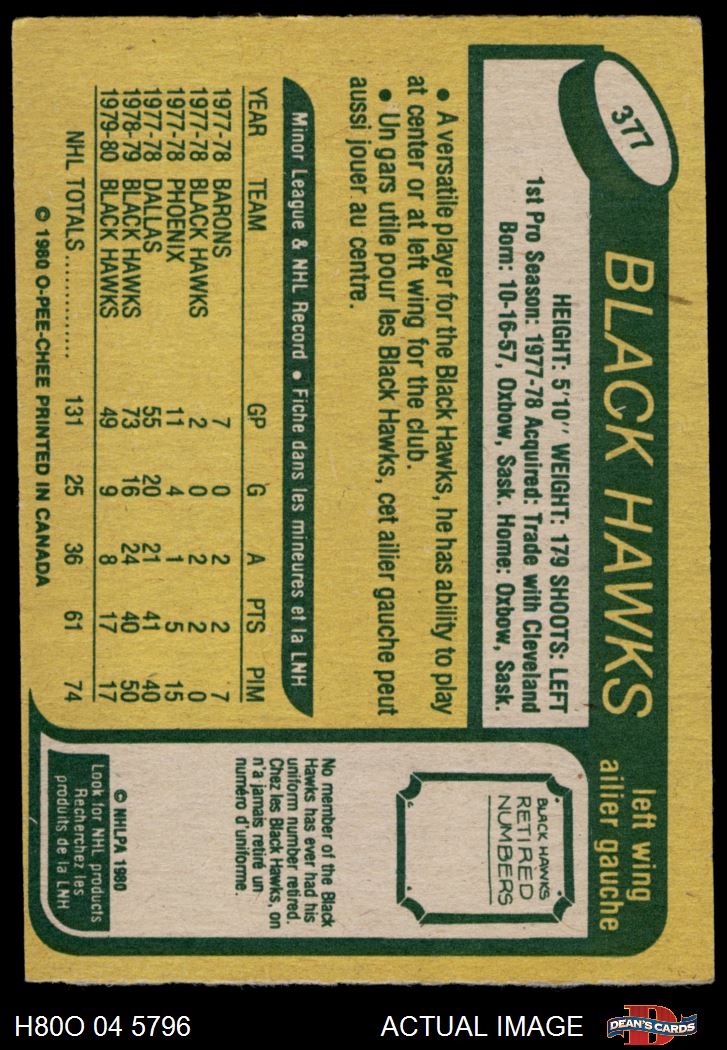 377
BLACK HAWKS
left wing
ailier gauche
HEIGHT: 5'10'' WEIGHT: 179 SHOOTS: LEFT
1st Pro Season: 1977-78 Acquired: Trade with Cleveland
Born: 10-16-57, Oxbow, Sask. Home: Oxbow, Sask.
• A versatile player for the Black Hawks, he has ability to play
at center or at left wing for the club.
• Un gars utile pour les Black Hawks, cet ailier gauche peut
aussi jouer au centre.
Minor League & NHL Record • Fiche dans les mineures et la LNH
YEAR TEAM GP G A PTS PIM
1977-78 BARONS 7 0 2 2 7
1977-78 BLACK HAWKS 2 0 2 2 0
1977-78 PHOENIX 11 4 1 5 15
1977-78 DALLAS 55 20 21 41 40
1978-79 BLACK HAWKS 73 16 24 40 50
1979-80 BLACK HAWKS 49 9 8 17 17
NHL TOTALS.............. 131 25 36 61 74
© 1980 O-PEE-CHEE PRINTED IN CANADA
BLACK HAWKS
RETIRED
NUMBERS
No member of the Black
Hawks has ever had his
uniform number retired.
Chez les Black Hawks, on
n'a jamais retiré un
numéro d'uniforme.
© NHLPA 1980
Look for NHL products
Recherchez les
produits de la LNH
H80O 04 5796
ACTUAL IMAGE
D
DEAN'S CARDS